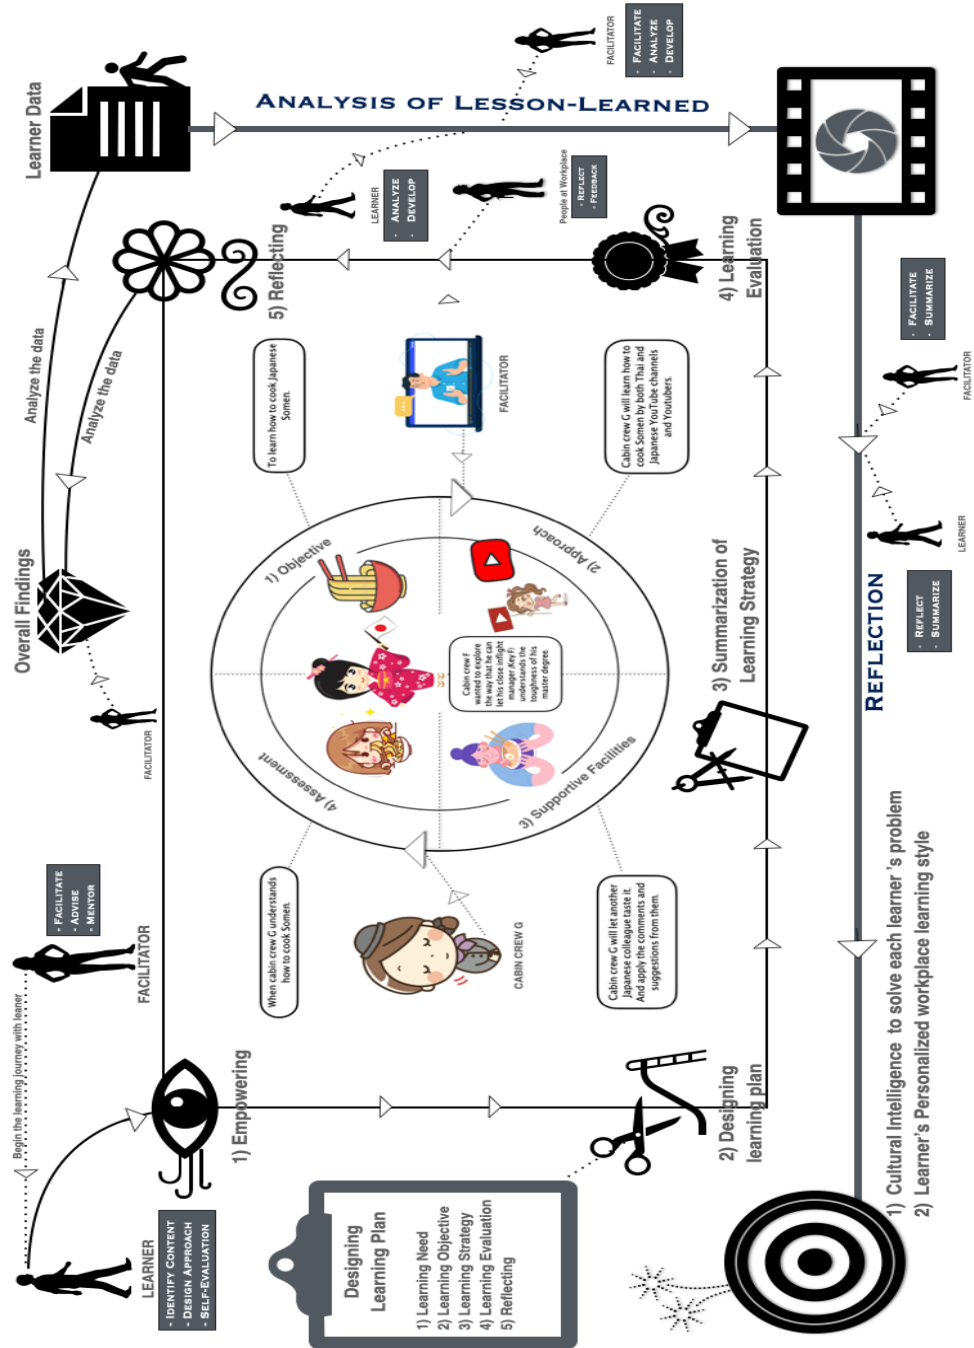 Begin the learning journey with leaner
LEARNER
- IDENTIFY CONTENT
- DESIGN APPROACH
- SELF-EVALUATION
FACILITATOR
- FACILITATE
- ADVISE
- MENTOR
FACILITATOR
Overall Findings
Analyze the data
Analyze the data
Learner Data
1) Empowering
5) Reflecting
ANALYSIS OF LESSON-LEARNED
FACILITATOR
- FACILITATE
- ANALYZE
- DEVELOP
LEARNER
- ANALYZE
- DEVELOP
People at Workplace
- REFLECT
- FEEDBACK
Designing
Learning Plan
1) Learning Need
2) Learning Objective
3) Learning Strategy
4) Learning Evaluation
5) Reflecting
When cabin crew G understands
how to cook Somen.
To learn how to cook Japanese
Somen.
4) Assessment
1) Objective
CABIN CREW G
FACILITATOR
Cabin crew F
wanted to explore
the way that he can
let his close inflight
manager (Key F)
understands the
toughness of his
master degree.
3) Supportive Facilities
2) Approach
Cabin crew G will let another
Japanese colleague taste it.
And apply the comments and
suggestions from them.
Cabin crew G will learn how to
cook Somen by both Thai and
Japanese YouTube channels
and Youtubers.
2) Designing
learning plan
3) Summarization of
Learning Strategy
4) Learning
Evaluation
REFLECTION
LEARNER
- REFLECT
- SUMMARIZE
FACILITATOR
- FACILITATE
- SUMMARIZE
1) Cultural Intelligence to solve each learner 's problem
2) Learner's Personalized workplace learning style